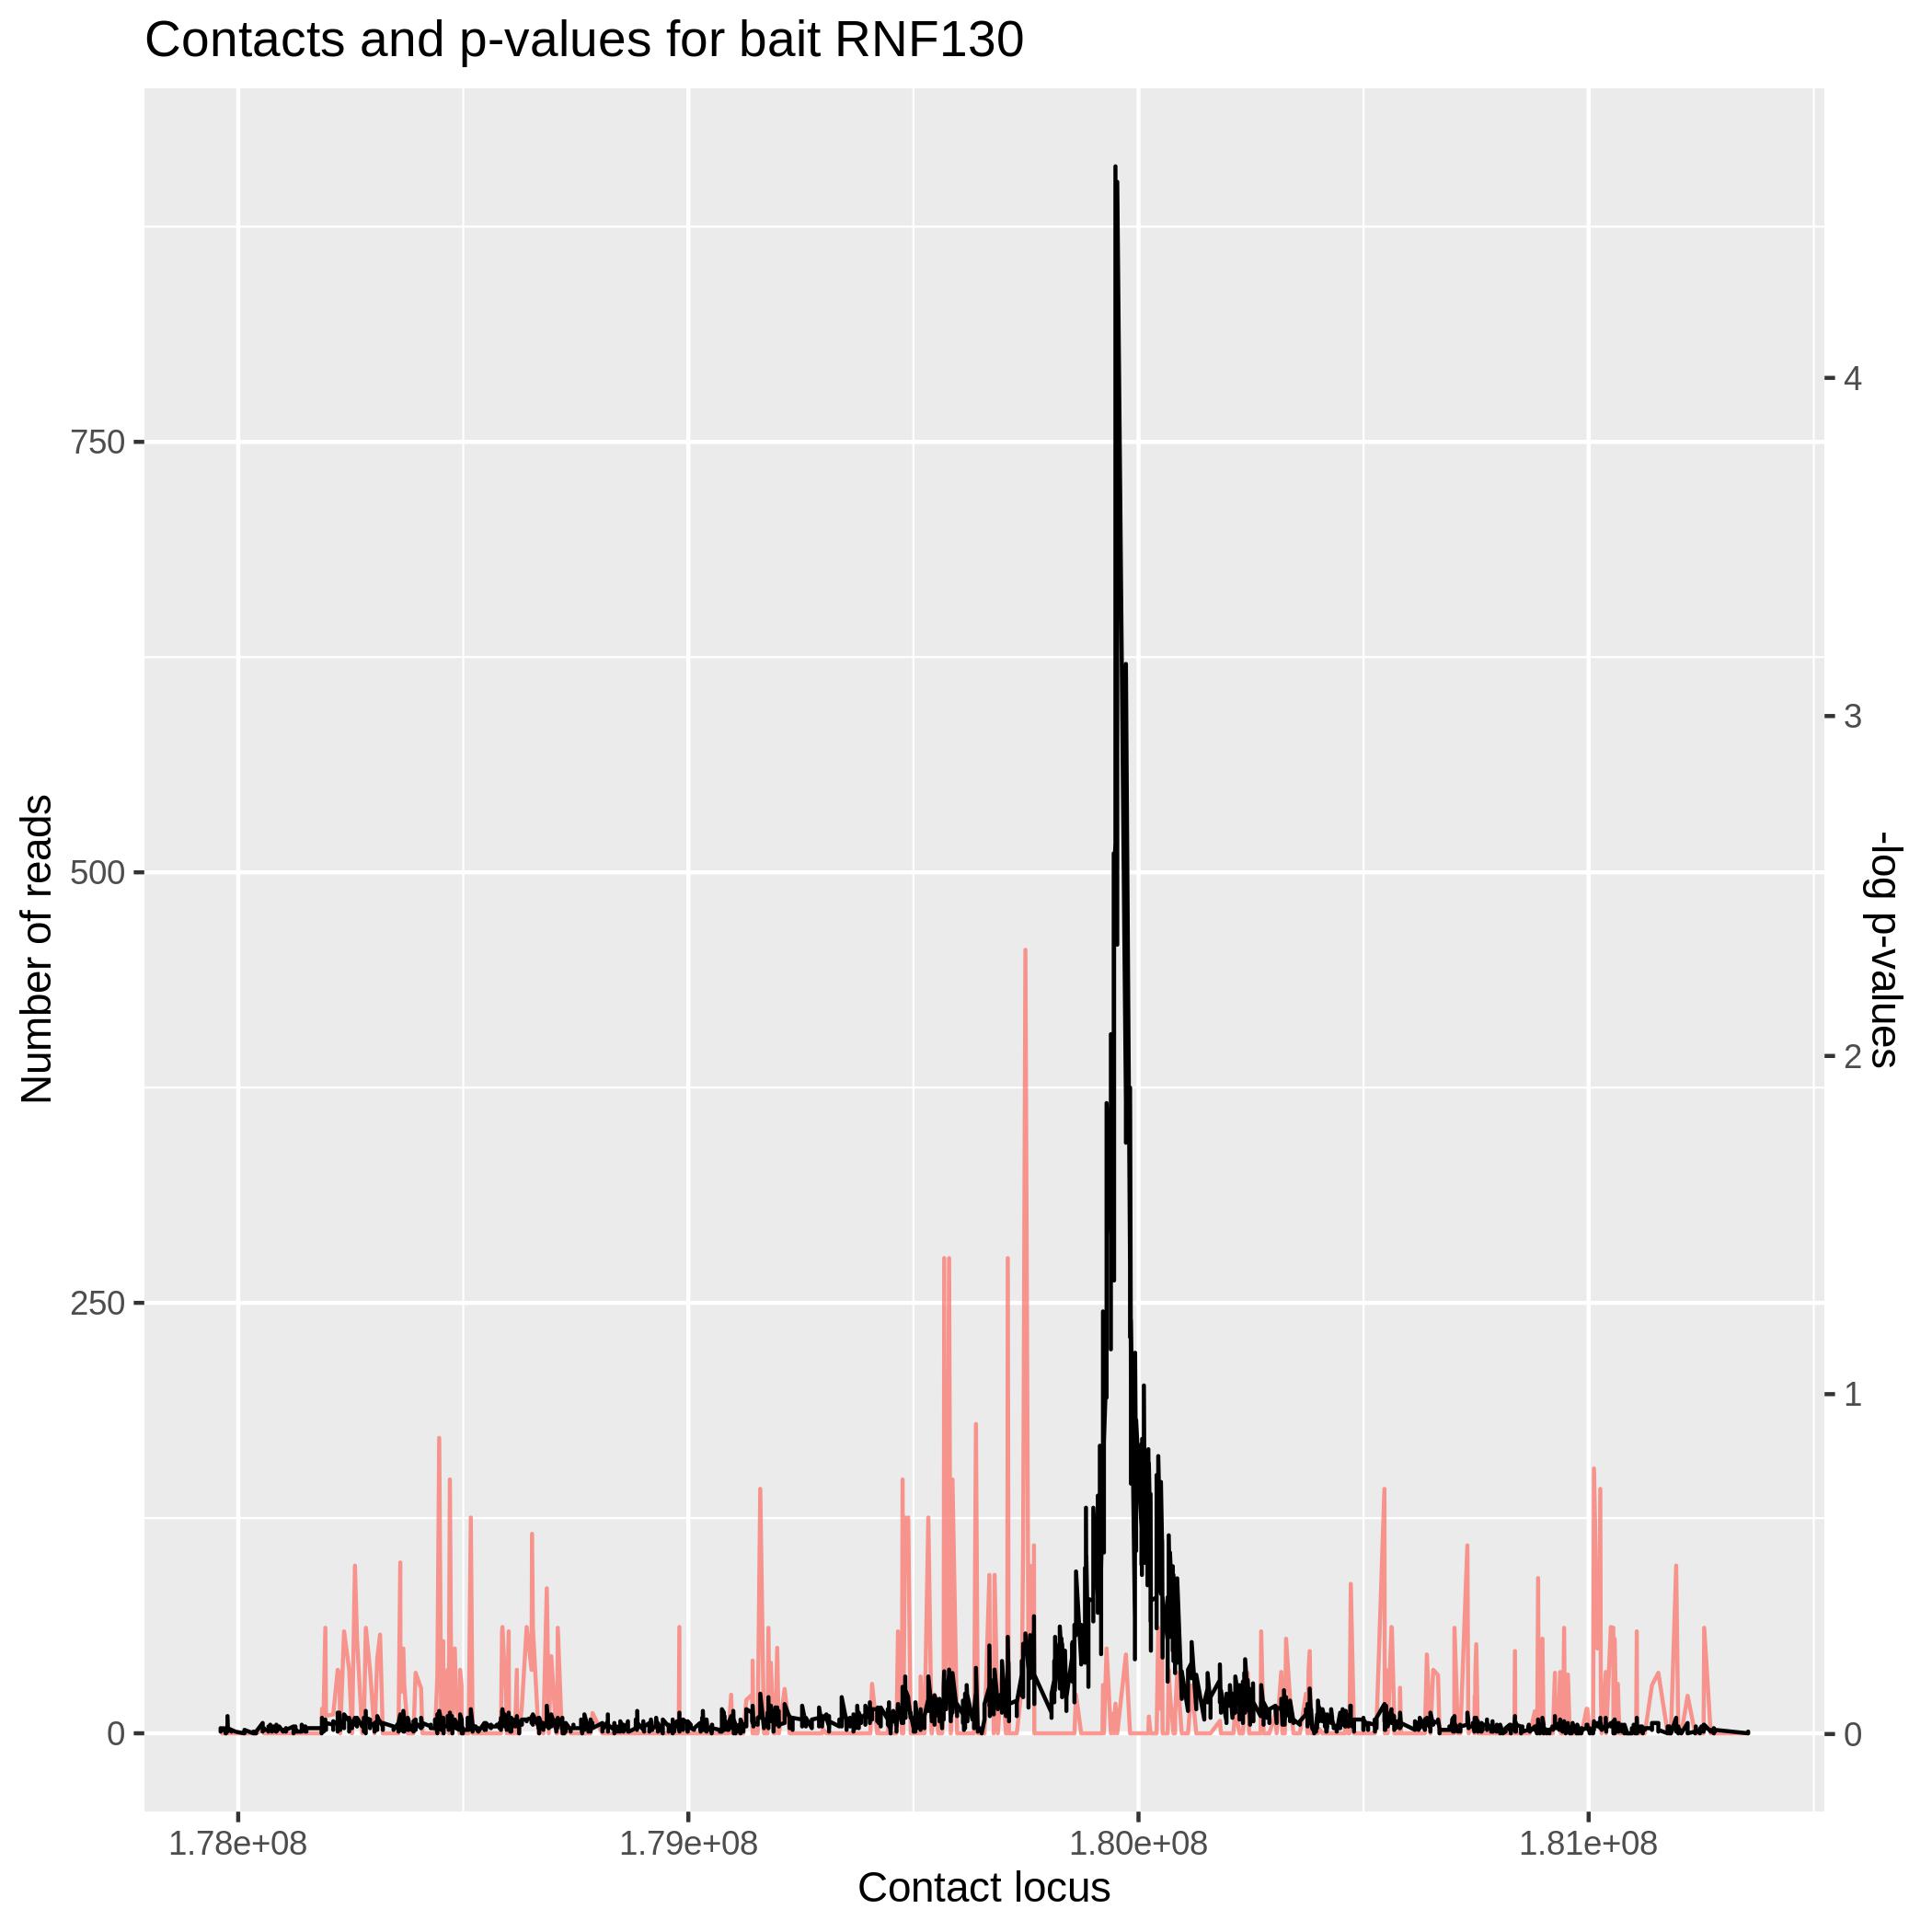 Contacts and p-values for bait RNF130
Number of reads
750
500
250
0
4
3
2
1
0
-log p-values
1.78e+08
1.79e+08
1.80e+08
1.81e+08
Contact locus